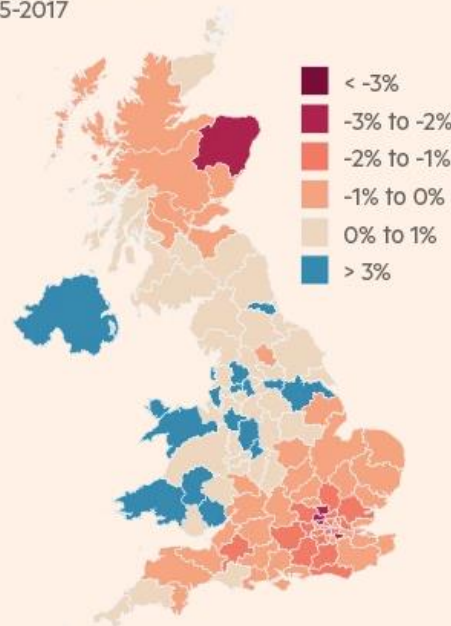 5-2017
< -3%
-3% to -2%
-2% to -1%
-1% to 0%
0% to 1%
> 3%